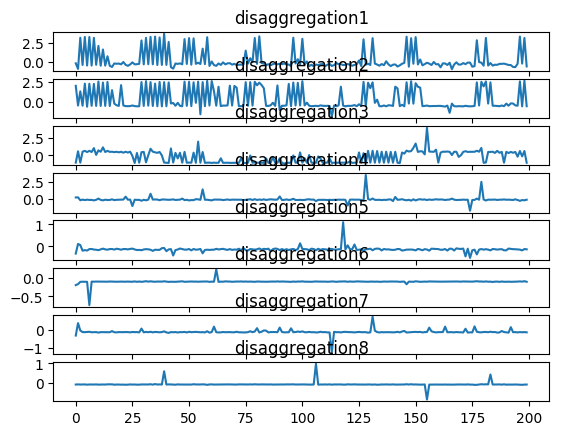 disaggregation1
2.5
0.0
disaggregation2
2.5
0.0
disaggregation3
2.5
0.0
disaggregation4
2.5
0.0
disaggregation5
1
0
disaggregation6
0.0
−0.5
disaggregation7
0
−1
disaggregation8
1
0
0 25 50 75 100 125 150 175 200